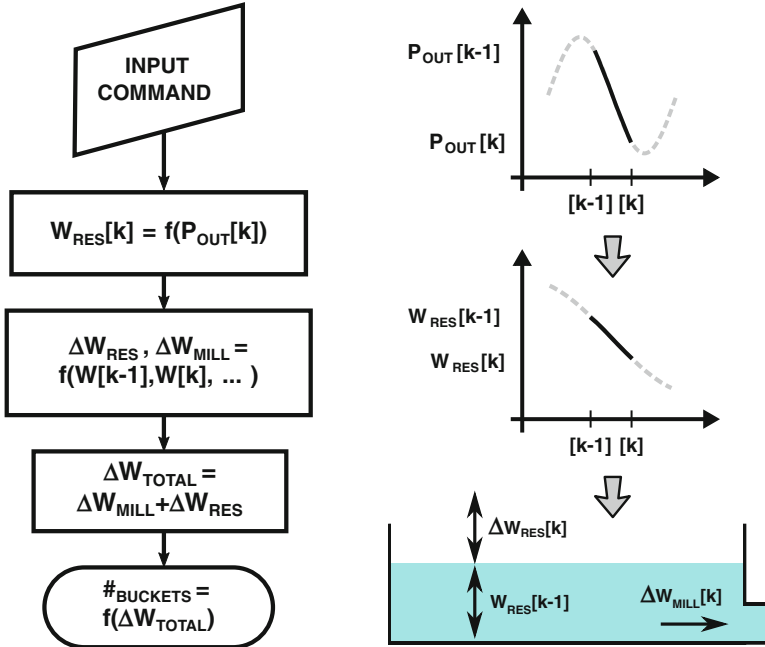 INPUT
COMMAND
W_RES[k] = f(P_OUT[k])
ΔW_RES , ΔW_MILL =
f(W[k-1],W[k], ... )
ΔW_TOTAL =
ΔW_MILL+ΔW_RES
#_BUCKETS =
f(ΔW_TOTAL)
P_OUT[k-1]
P_OUT[k]
[k-1] [k]
W_RES[k-1]
W_RES[k]
[k-1] [k]
ΔW_RES[k]
W_RES[k-1]
ΔW_MILL[k]